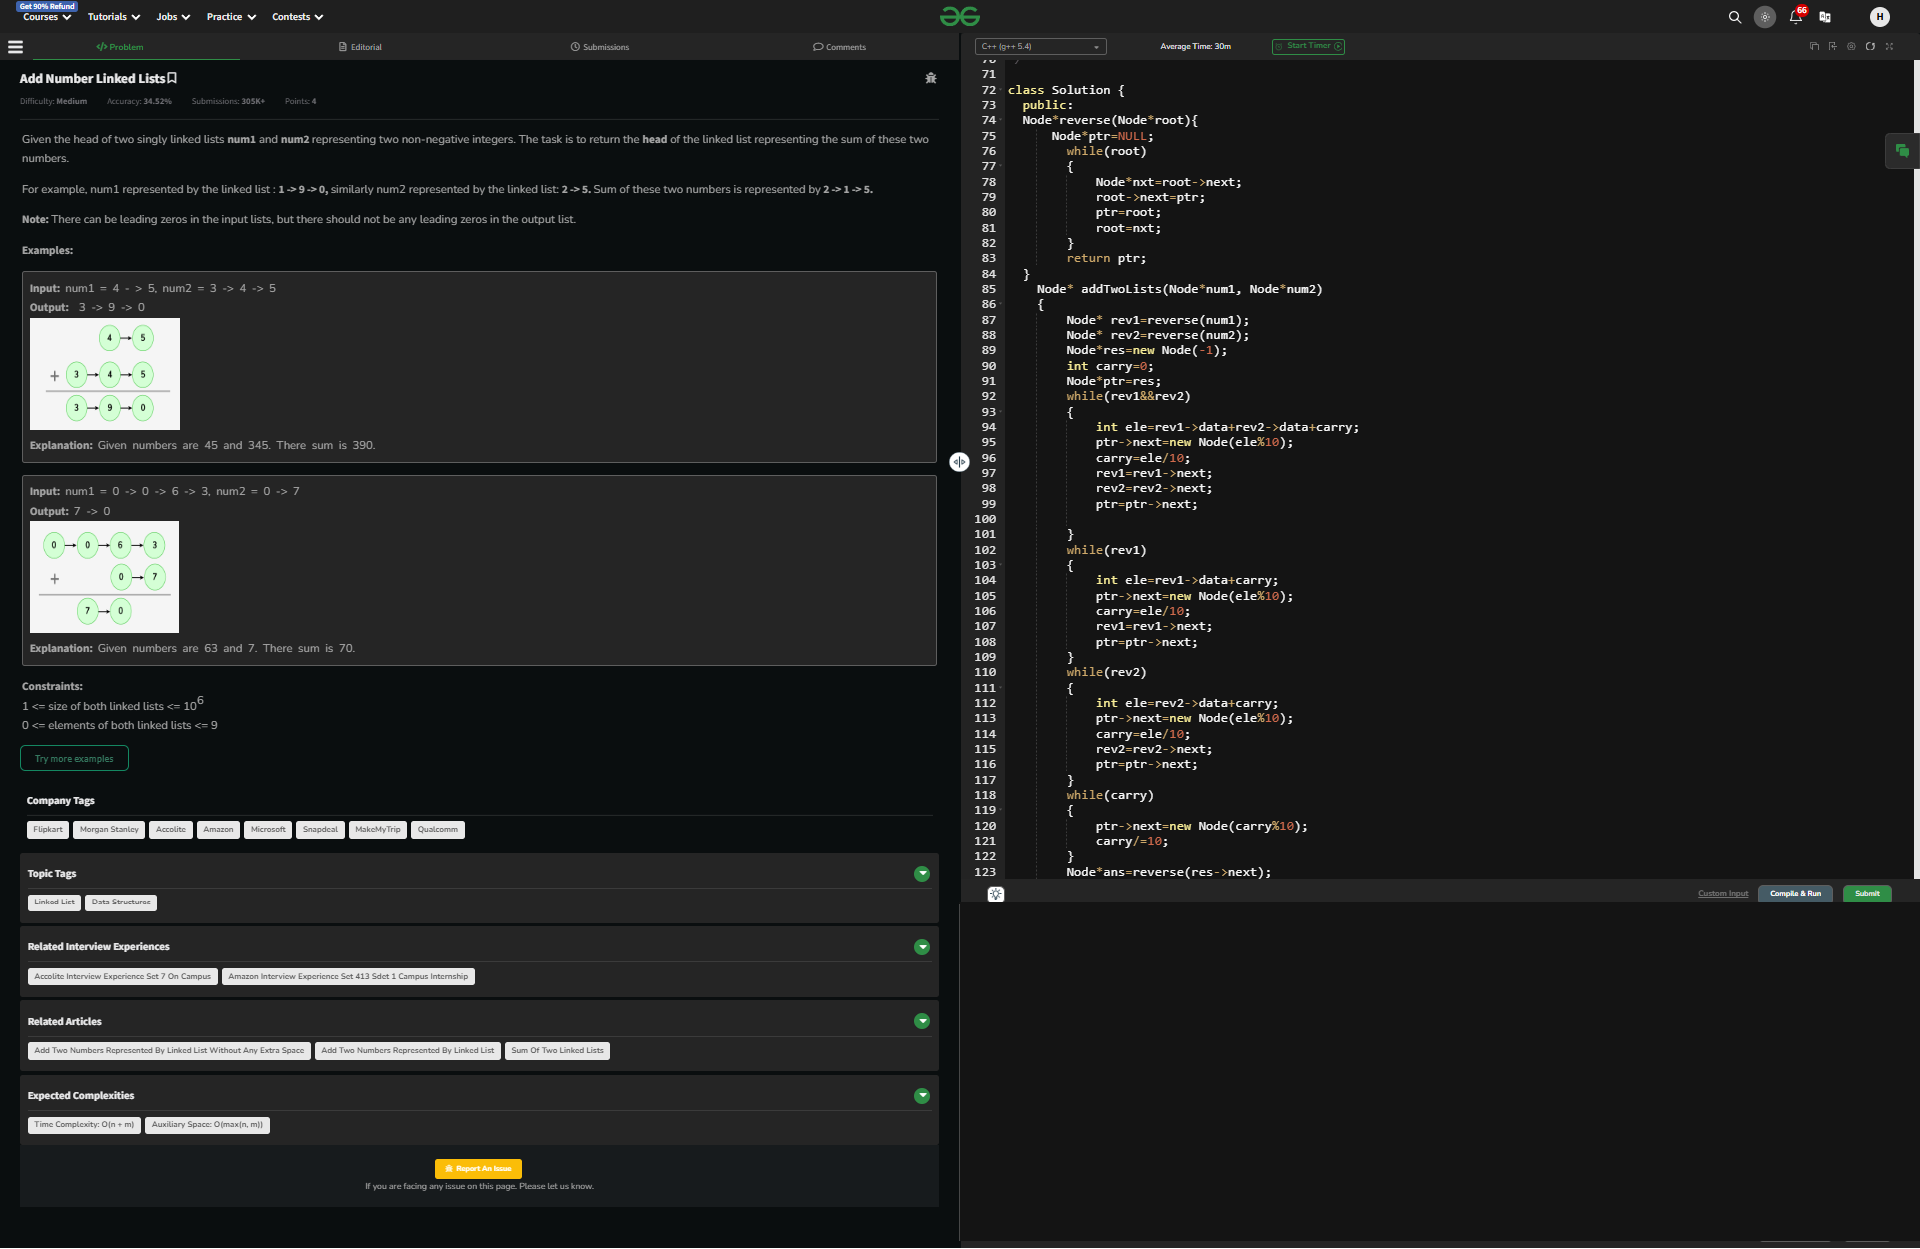 Get 90% Refund
Courses Tutorials Jobs Practice Contests
66
H
</> Problem Editorial Submissions Comments
Add Number Linked Lists
Difficulty: Medium Accuracy: 34.52% Submissions: 305K+ Points: 4
Given the head of two singly linked lists num1 and num2 representing two non-negative integers. The task is to return the head of the linked list representing the sum of these two
numbers.
For example, num1 represented by the linked list : 1 -> 9 -> 0, similarly num2 represented by the linked list: 2 -> 5. Sum of these two numbers is represented by 2 -> 1 -> 5.
Note: There can be leading zeros in the input lists, but there should not be any leading zeros in the output list.
Examples:
Input: num1 = 4 - > 5, num2 = 3 -> 4 -> 5
Output: 3 -> 9 -> 0
4 5
+ 3 4 5
3 9 0
Explanation: Given numbers are 45 and 345. There sum is 390.
Input: num1 = 0 -> 0 -> 6 -> 3, num2 = 0 -> 7
Output: 7 -> 0
0 0 6 3
+ 0 7
7 0
Explanation: Given numbers are 63 and 7. There sum is 70.
Constraints:
1 <= size of both linked lists <= 10^6
0 <= elements of both linked lists <= 9
Try more examples
Company Tags
Flipkart Morgan Stanley Accolite Amazon Microsoft Snapdeal MakeMyTrip Qualcomm
Topic Tags
Linked List Data Structures
Related Interview Experiences
Accolite Interview Experience Set 7 On Campus Amazon Interview Experience Set 413 Sdet 1 Campus Internship
Related Articles
Add Two Numbers Represented By Linked List Without Any Extra Space Add Two Numbers Represented By Linked List Sum Of Two Linked Lists
Expected Complexities
Time Complexity: O(n + m) Auxiliary Space: O(max(n, m))
Report An Issue
If you are facing any issue on this page. Please let us know.
C++ (g++ 5.4) Average Time: 30m Start Timer
71
72 class Solution {
73 public:
74 Node*reverse(Node*root){
75 Node*ptr=NULL;
76 while(root)
77 {
78 Node*nxt=root->next;
79 root->next=ptr;
80 ptr=root;
81 root=nxt;
82 }
83 return ptr;
84 }
85 Node* addTwoLists(Node*num1, Node*num2)
86 {
87 Node* rev1=reverse(num1);
88 Node* rev2=reverse(num2);
89 Node*res=new Node(-1);
90 int carry=0;
91 Node*ptr=res;
92 while(rev1&&rev2)
93 {
94 int ele=rev1->data+rev2->data+carry;
95 ptr->next=new Node(ele%10);
96 carry=ele/10;
97 rev1=rev1->next;
98 rev2=rev2->next;
99 ptr=ptr->next;
100
101 }
102 while(rev1)
103 {
104 int ele=rev1->data+carry;
105 ptr->next=new Node(ele%10);
106 carry=ele/10;
107 rev1=rev1->next;
108 ptr=ptr->next;
109 }
110 while(rev2)
111 {
112 int ele=rev2->data+carry;
113 ptr->next=new Node(ele%10);
114 carry=ele/10;
115 rev2=rev2->next;
116 ptr=ptr->next;
117 }
118 while(carry)
119 {
120 ptr->next=new Node(carry%10);
121 carry/=10;
122 }
123 Node*ans=reverse(res->next);
Custom Input Compile & Run Submit